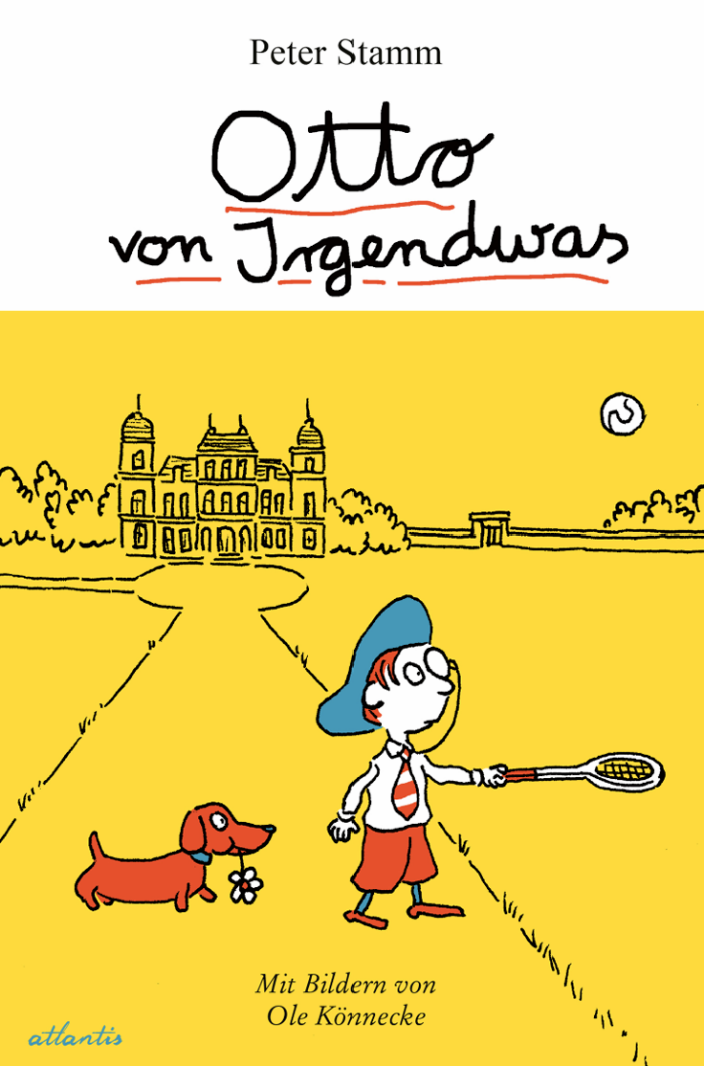 Peter Stamm
Otto
von Irgendwas
Mit Bildern von
Ole Könnecke
atlantis